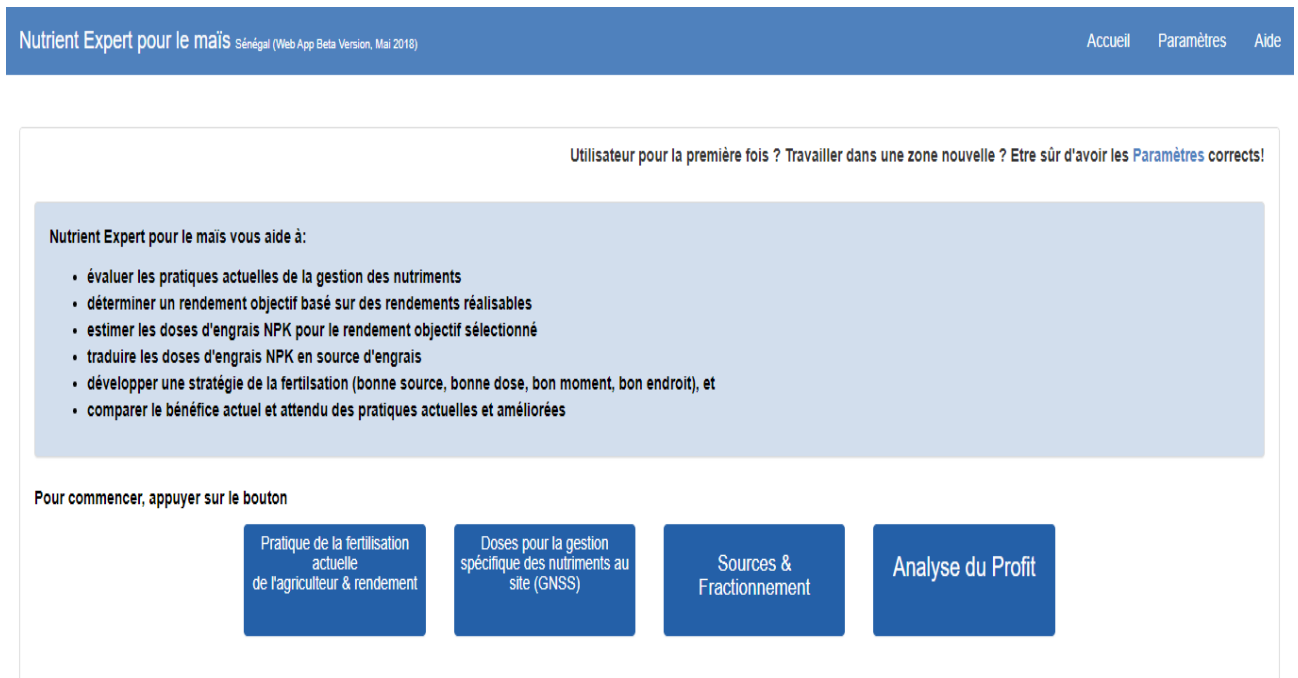 Nutrient Expert pour le maïs Sénégal (Web App Beta Version, Mai 2018)
Accueil Paramètres Aide
Utilisateur pour la première fois ? Travailler dans une zone nouvelle ? Etre sûr d'avoir les Paramètres corrects!
Nutrient Expert pour le maïs vous aide à:
• évaluer les pratiques actuelles de la gestion des nutriments
• déterminer un rendement objectif basé sur des rendements réalisables
• estimer les doses d'engrais NPK pour le rendement objectif sélectionné
• traduire les doses d'engrais NPK en source d'engrais
• développer une stratégie de la fertilsation (bonne source, bonne dose, bon moment, bon endroit), et
• comparer le bénéfice actuel et attendu des pratiques actuelles et améliorées
Pour commencer, appuyer sur le bouton
Pratique de la fertilisation
actuelle
de l'agriculteur & rendement
Doses pour la gestion
spécifique des nutriments au
site (GNSS)
Sources &
Fractionnement
Analyse du Profit